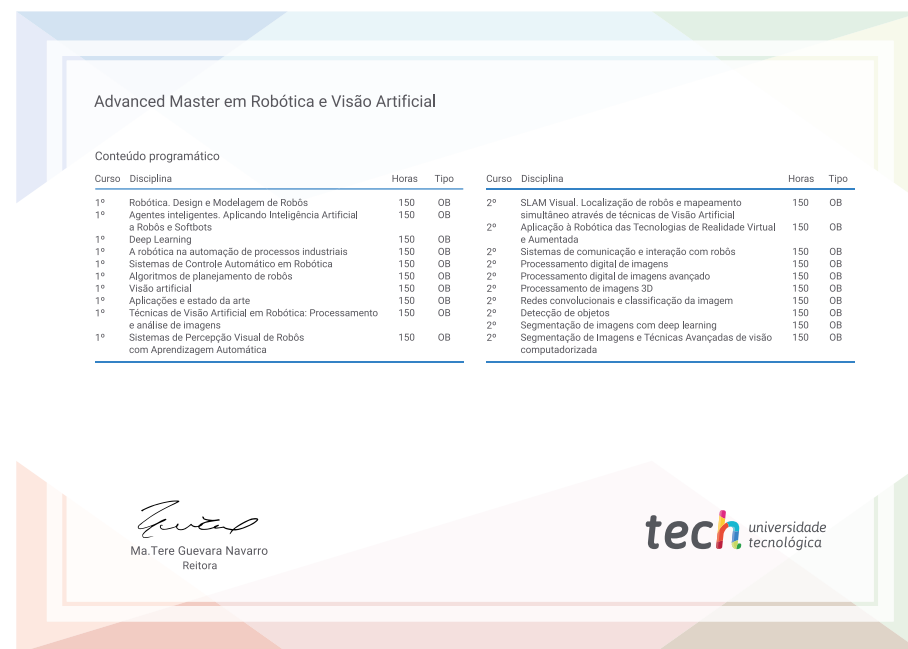 Advanced Master em Robótica e Visão Artificial
Conteúdo programático
Curso Disciplina Horas Tipo
1º Robótica. Design e Modelagem de Robôs 150 OB
1º Agentes inteligentes. Aplicando Inteligência Artificial 150 OB
a Robôs e Softbots
1º Deep Learning 150 OB
1º A robótica na automação de processos industriais 150 OB
1º Sistemas de Controle Automático em Robótica 150 OB
1º Algoritmos de planejamento de robôs 150 OB
1º Visão artificial 150 OB
1º Aplicações e estado da arte 150 OB
1º Técnicas de Visão Artificial em Robótica: Processamento 150 OB
e análise de imagens
1º Sistemas de Percepção Visual de Robôs 150 OB
com Aprendizagem Automática
Curso Disciplina Horas Tipo
2º SLAM Visual. Localização de robôs e mapeamento 150 OB
simultâneo através de técnicas de Visão Artificial
2º Aplicação à Robótica das Tecnologias de Realidade Virtual 150 OB
e Aumentada
2º Sistemas de comunicação e interação com robôs 150 OB
2º Processamento digital de imagens 150 OB
2º Processamento digital de imagens avançado 150 OB
2º Processamento de imagens 3D 150 OB
2º Redes convolucionais e classificação da imagem 150 OB
2º Detecção de objetos 150 OB
2º Segmentação de imagens com deep learning 150 OB
2º Segmentação de Imagens e Técnicas Avançadas de visão 150 OB
computadorizada
Ma.Tere Guevara Navarro
Reitora
tech universidade
tecnológica